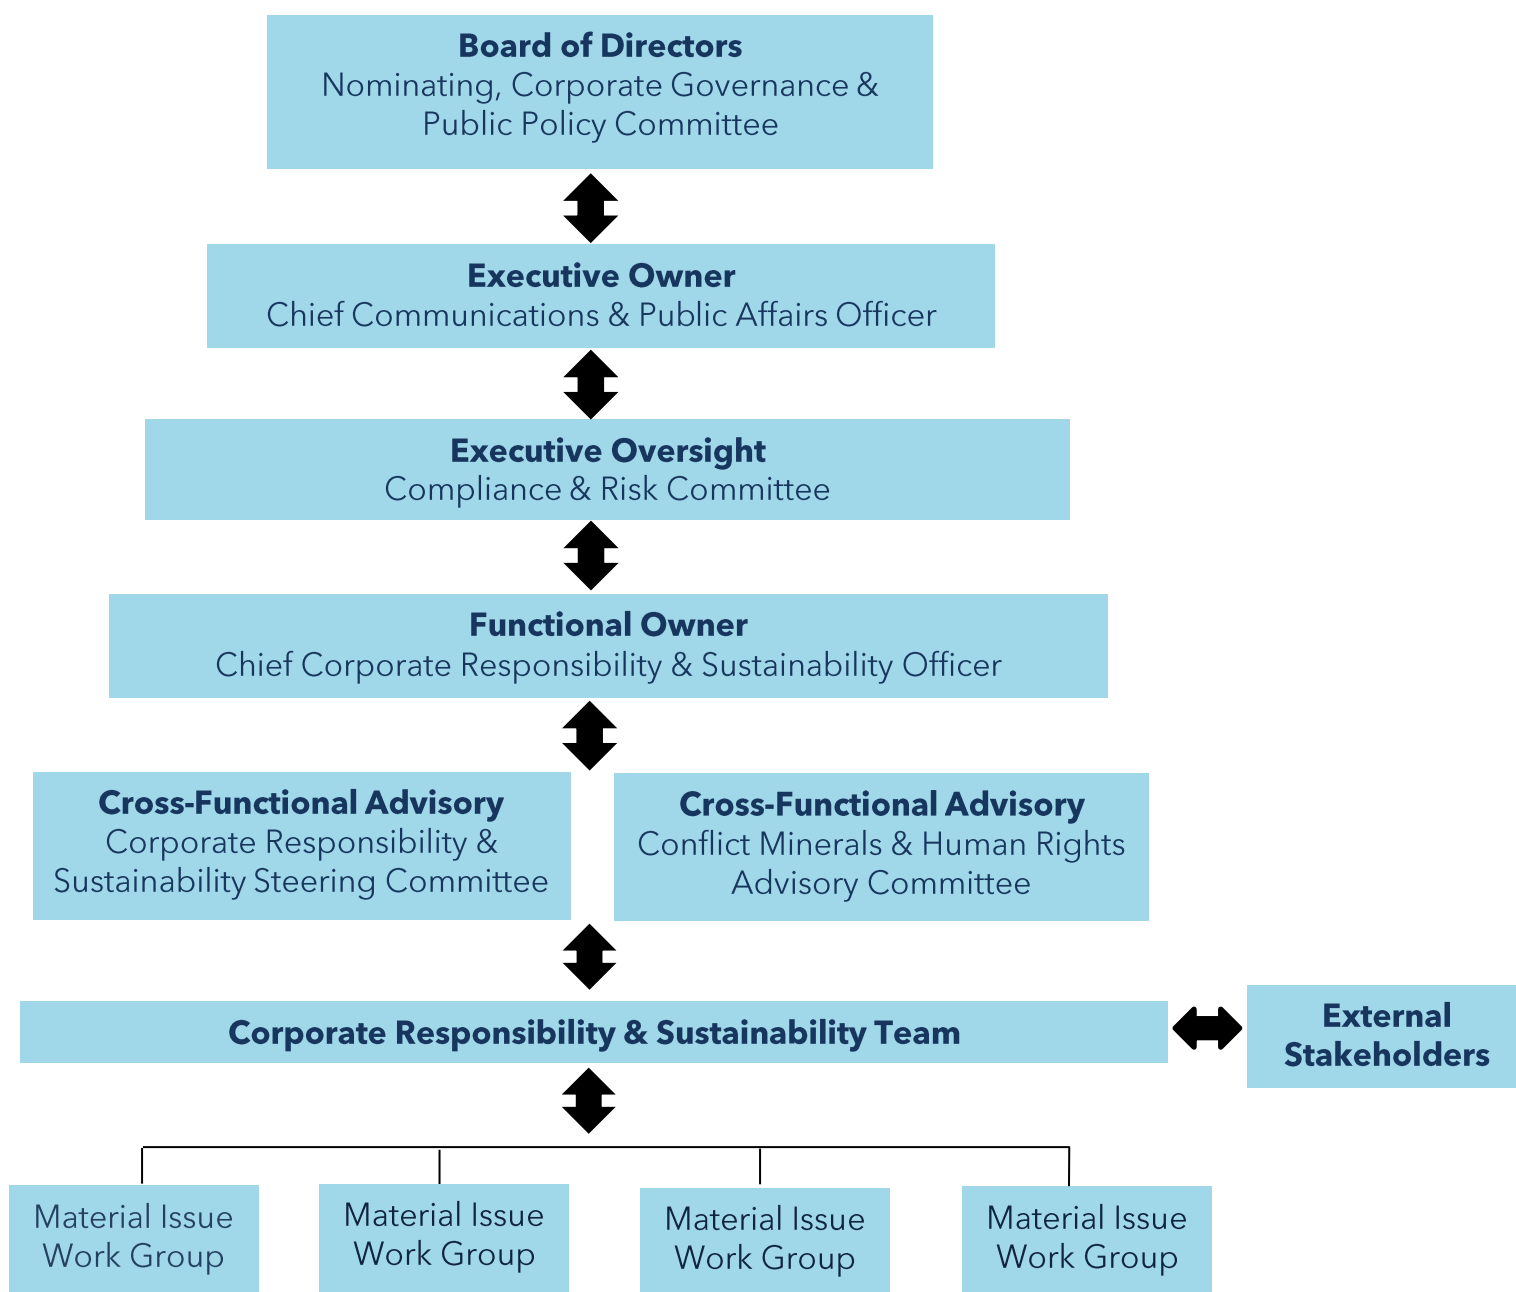 Board of Directors
Nominating, Corporate Governance &
Public Policy Committee
Executive Owner
Chief Communications & Public Affairs Officer
Executive Oversight
Compliance & Risk Committee
Functional Owner
Chief Corporate Responsibility & Sustainability Officer
Cross-Functional Advisory
Corporate Responsibility &
Sustainability Steering Committee
Cross-Functional Advisory
Conflict Minerals & Human Rights
Advisory Committee
Corporate Responsibility & Sustainability Team
External
Stakeholders
Material Issue
Work Group
Material Issue
Work Group
Material Issue
Work Group
Material Issue
Work Group